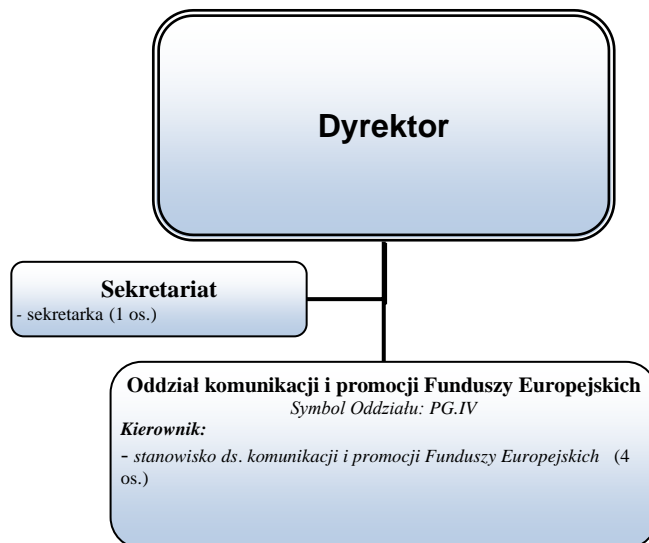 Dyrektor
Sekretariat
- sekretarka (1 os.)
Oddział komunikacji i promocji Funduszy Europejskich
Symbol Oddziału: PG.IV
Kierownik:
- stanowisko ds. komunikacji i promocji Funduszy Europejskich (4
os.)